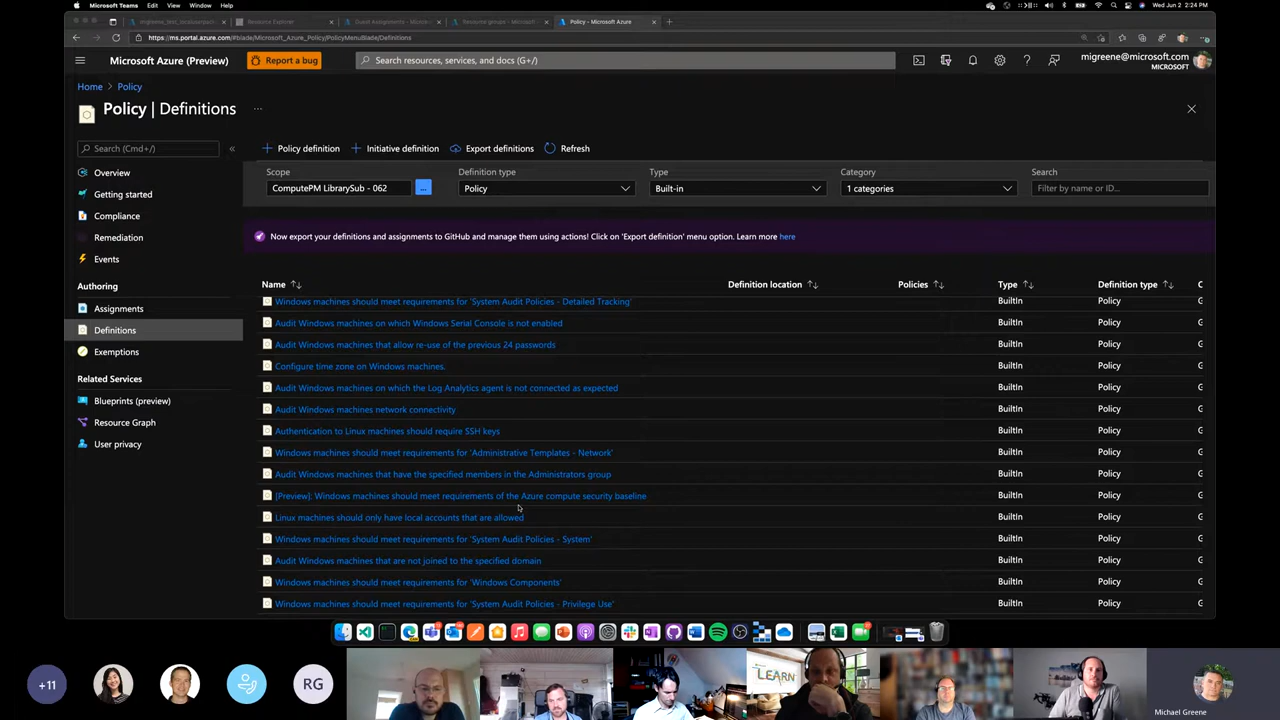 Microsoft Teams Edit View Window Help
Wed Jun 2 2:24 PM
Resource Explorer
Guest Assignments - Micros
Resource groups - Microsoft
Policy - Microsoft Azure
https://ms.portal.azure.com/#blade/Microsoft_Azure_Policy/PolicyMenuBlade/Definitions
Microsoft Azure (Preview)
Report a bug
Search resources, services, and docs (G+/)
migreene@microsoft.com
MICROSOFT
Home > Policy
Policy | Definitions
...
Search (Cmd+/)
«
Overview
Getting started
Compliance
Remediation
Events
Authoring
Assignments
Definitions
Exemptions
Related Services
Blueprints (preview)
Resource Graph
User privacy
Policy definition
Initiative definition
Export definitions
Refresh
Scope
ComputePM LibrarySub - 062
...
Definition type
Policy
Type
Built-in
Category
1 categories
Search
Filter by name or ID...
Now export your definitions and assignments to GitHub and manage them using actions! Click on 'Export definition' menu option. Learn more here
Name Definition location Policies Type Definition type C
Windows machines should meet requirements for 'System Audit Policies - Detailed Tracking' BuiltIn Policy G
Audit Windows machines on which Windows Serial Console is not enabled BuiltIn Policy G
Audit Windows machines that allow re-use of the previous 24 passwords BuiltIn Policy G
Configure time zone on Windows machines. BuiltIn Policy G
Audit Windows machines on which the Log Analytics agent is not connected as expected BuiltIn Policy G
Audit Windows machines network connectivity BuiltIn Policy G
Authentication to Linux machines should require SSH keys BuiltIn Policy G
Windows machines should meet requirements for 'Administrative Templates - Network' BuiltIn Policy G
Audit Windows machines that have the specified members in the Administrators group BuiltIn Policy G
[Preview]: Windows machines should meet requirements of the Azure compute security baseline BuiltIn Policy G
Linux machines should only have local accounts that are allowed BuiltIn Policy G
Windows machines should meet requirements for 'System Audit Policies - System' BuiltIn Policy G
Audit Windows machines that are not joined to the specified domain BuiltIn Policy G
Windows machines should meet requirements for 'Windows Components' BuiltIn Policy G
Windows machines should meet requirements for 'System Audit Policies - Privilege Use' BuiltIn Policy G
+11
RG
LEARN
Michael Greene